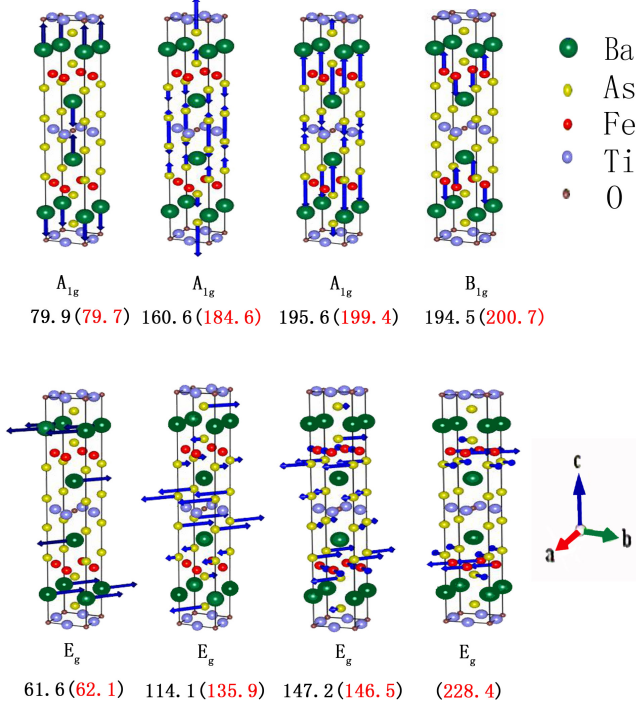 Ba
As
Fe
Ti
O
A1g A1g A1g B1g
79.9(79.7) 160.6(184.6) 195.6(199.4) 194.5(200.7)
c
a b
Eg Eg Eg Eg
61.6(62.1) 114.1(135.9) 147.2(146.5) (228.4)